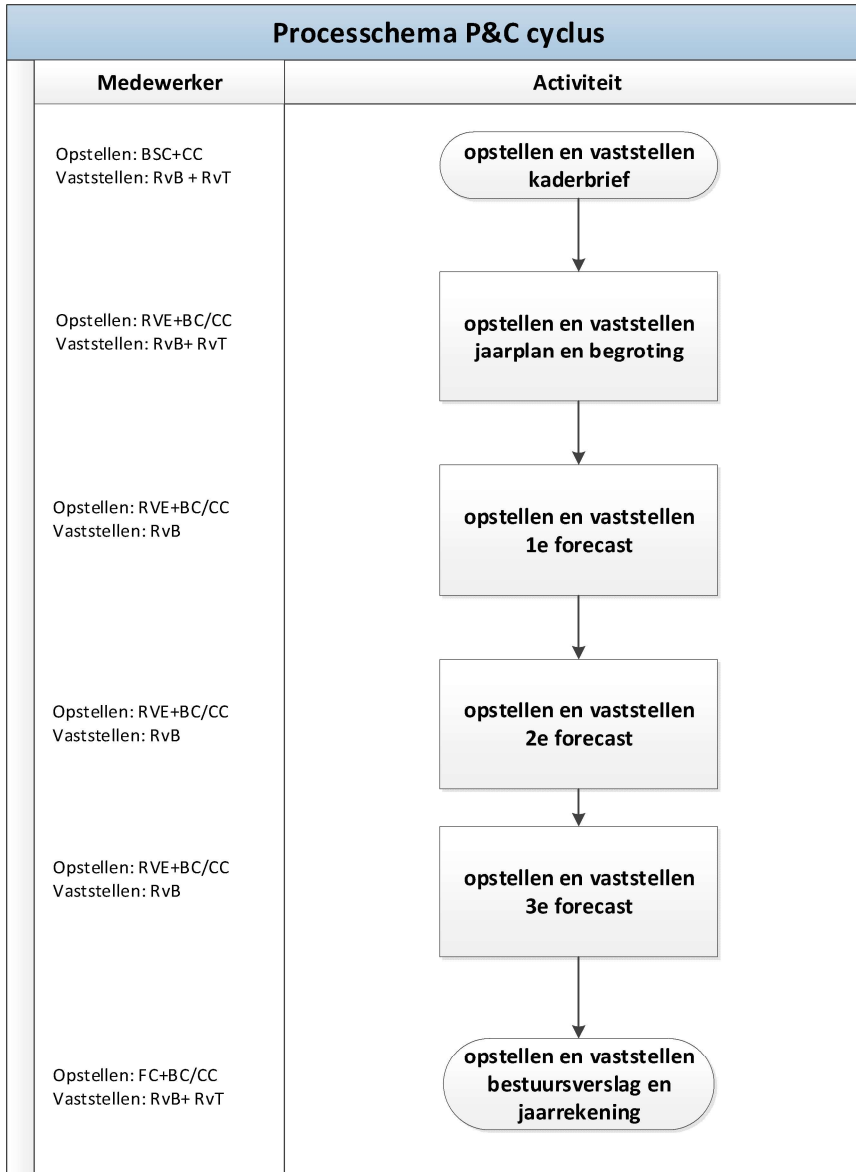 Processchema P&C cyclus
Medewerker
Activiteit
Opstellen: BSC+CC
Vaststellen: RvB + RvT
opstellen en vaststellen
kaderbrief
Opstellen: RVE+BC/CC
Vaststellen: RvB+ RvT
opstellen en vaststellen
jaarplan en begroting
Opstellen: RVE+BC/CC
Vaststellen: RvB
opstellen en vaststellen
1e forecast
Opstellen: RVE+BC/CC
Vaststellen: RvB
opstellen en vaststellen
2e forecast
Opstellen: RVE+BC/CC
Vaststellen: RvB
opstellen en vaststellen
3e forecast
Opstellen: FC+BC/CC
Vaststellen: RvB+ RvT
opstellen en vaststellen
bestuursverslag en
jaarrekening